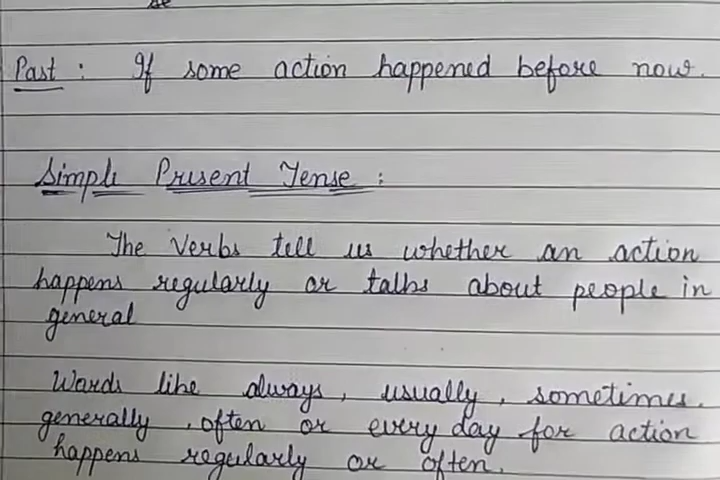 Past : If some action happened before now.
Simple Present Tense :
The Verbs tell us whether an action
happens regularly or talks about people in
general
Words like always, usually, sometimes.
generally, often or every day for action
happens regularly or often.